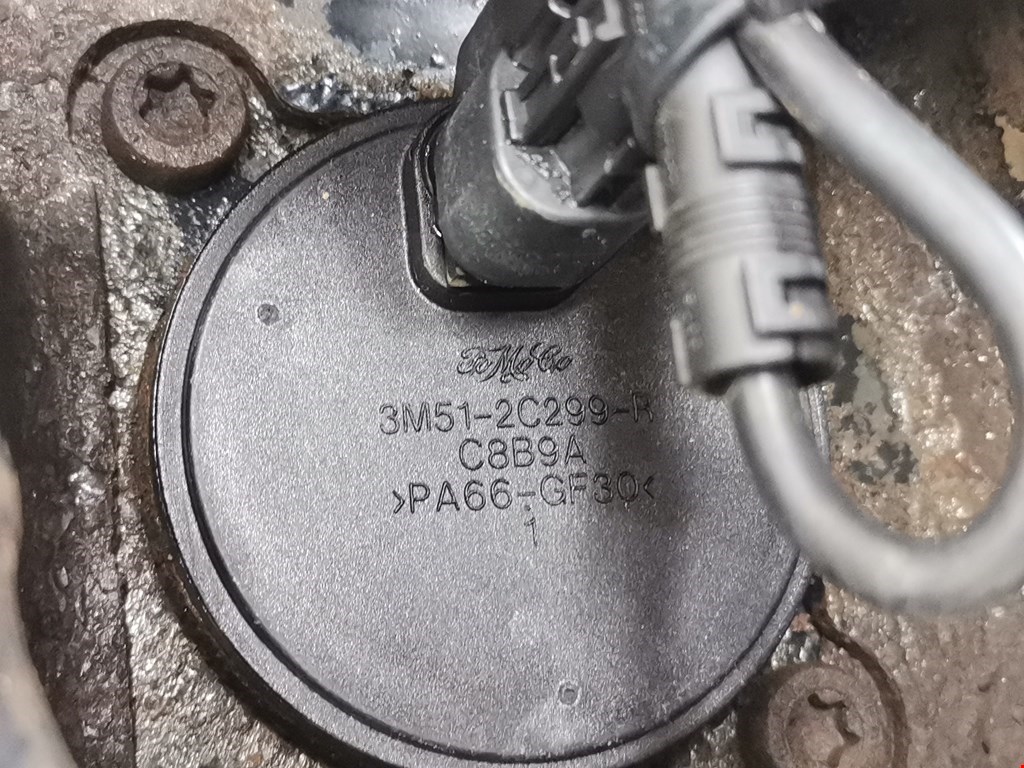 FoMoCo
3M51-2C299-R
C8B9A
>PA66-GF30<
1